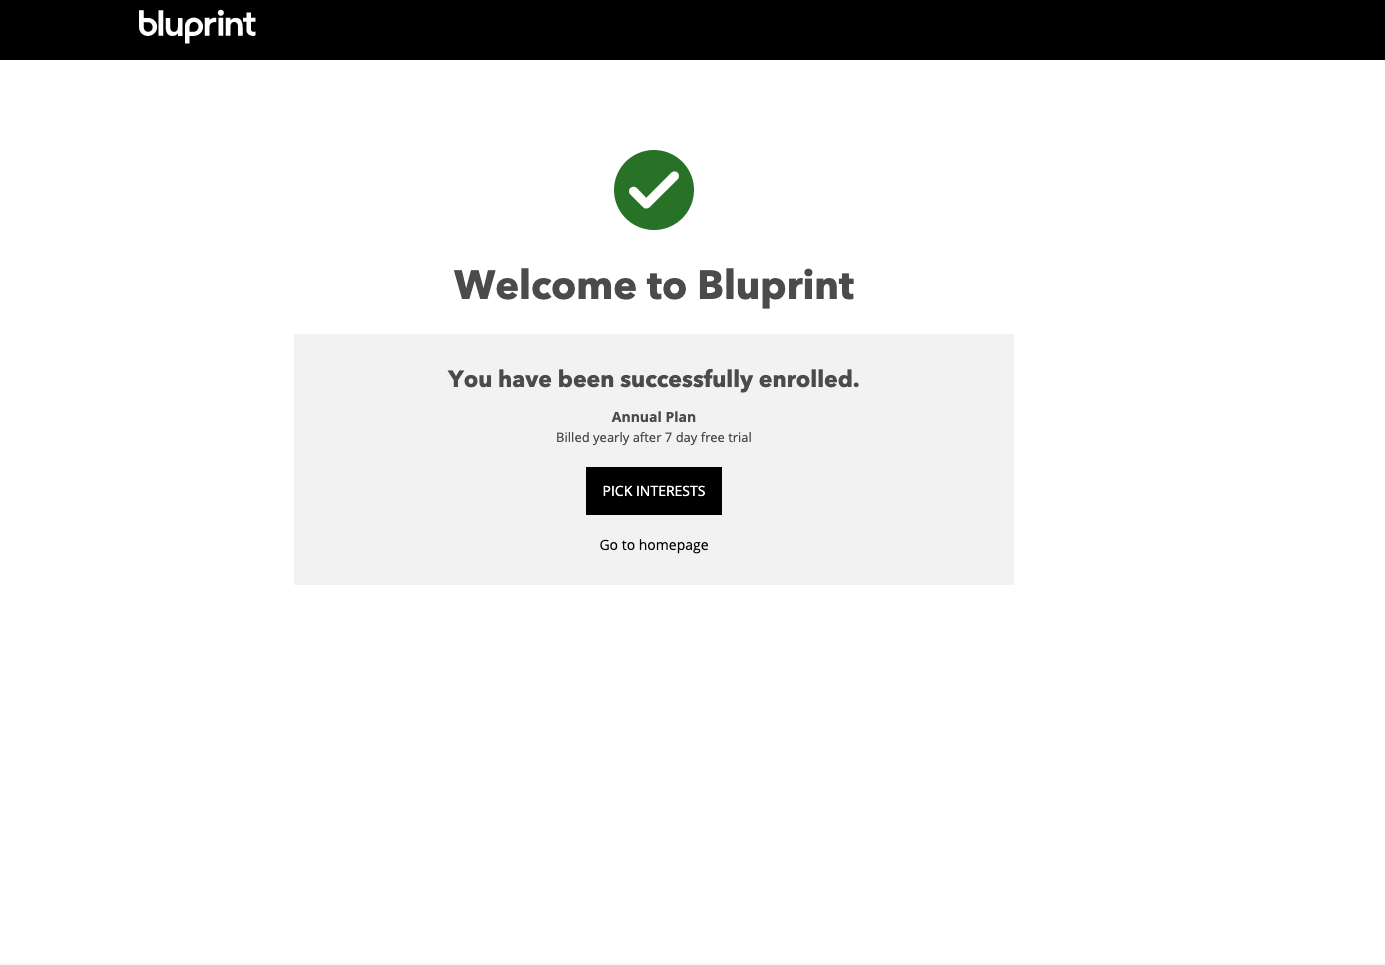 bluprint
Welcome to Bluprint
You have been successfully enrolled.
Annual Plan
Billed yearly after 7 day free trial
PICK INTERESTS
Go to homepage